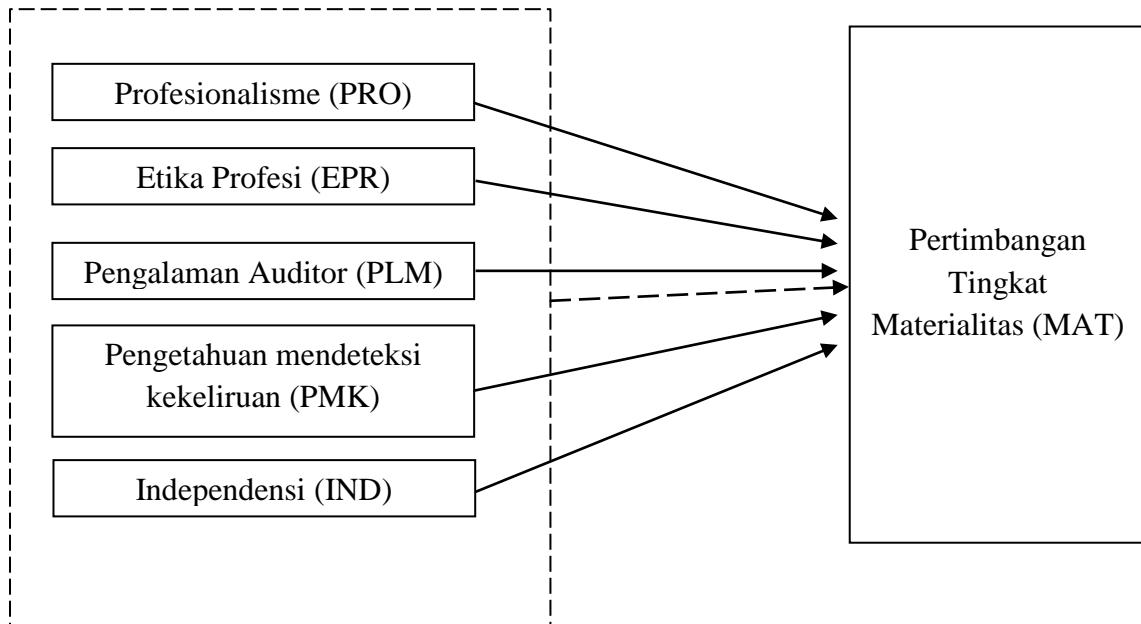 Profesionalisme (PRO)
Etika Profesi (EPR)
Pengalaman Auditor (PLM)
Pengetahuan mendeteksi
kekeliruan (PMK)
Independensi (IND)
Pertimbangan
Tingkat
Materialitas (MAT)